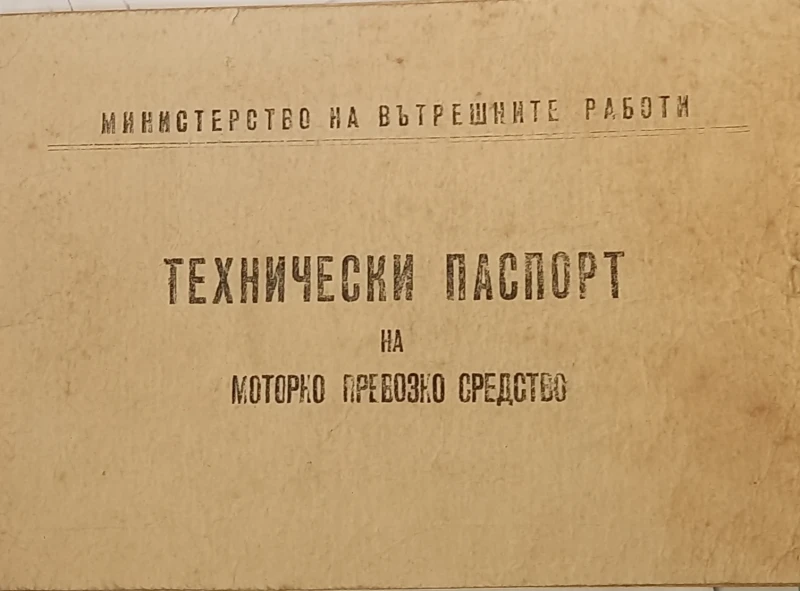 МИНИСТЕРСТВО НА ВЪТРЕШНИТЕ РАБОТИ
ТЕХНИЧЕСКИ ПАСПОРТ
НА
МОТОРНО ПРЕВОЗНО СРЕДСТВО